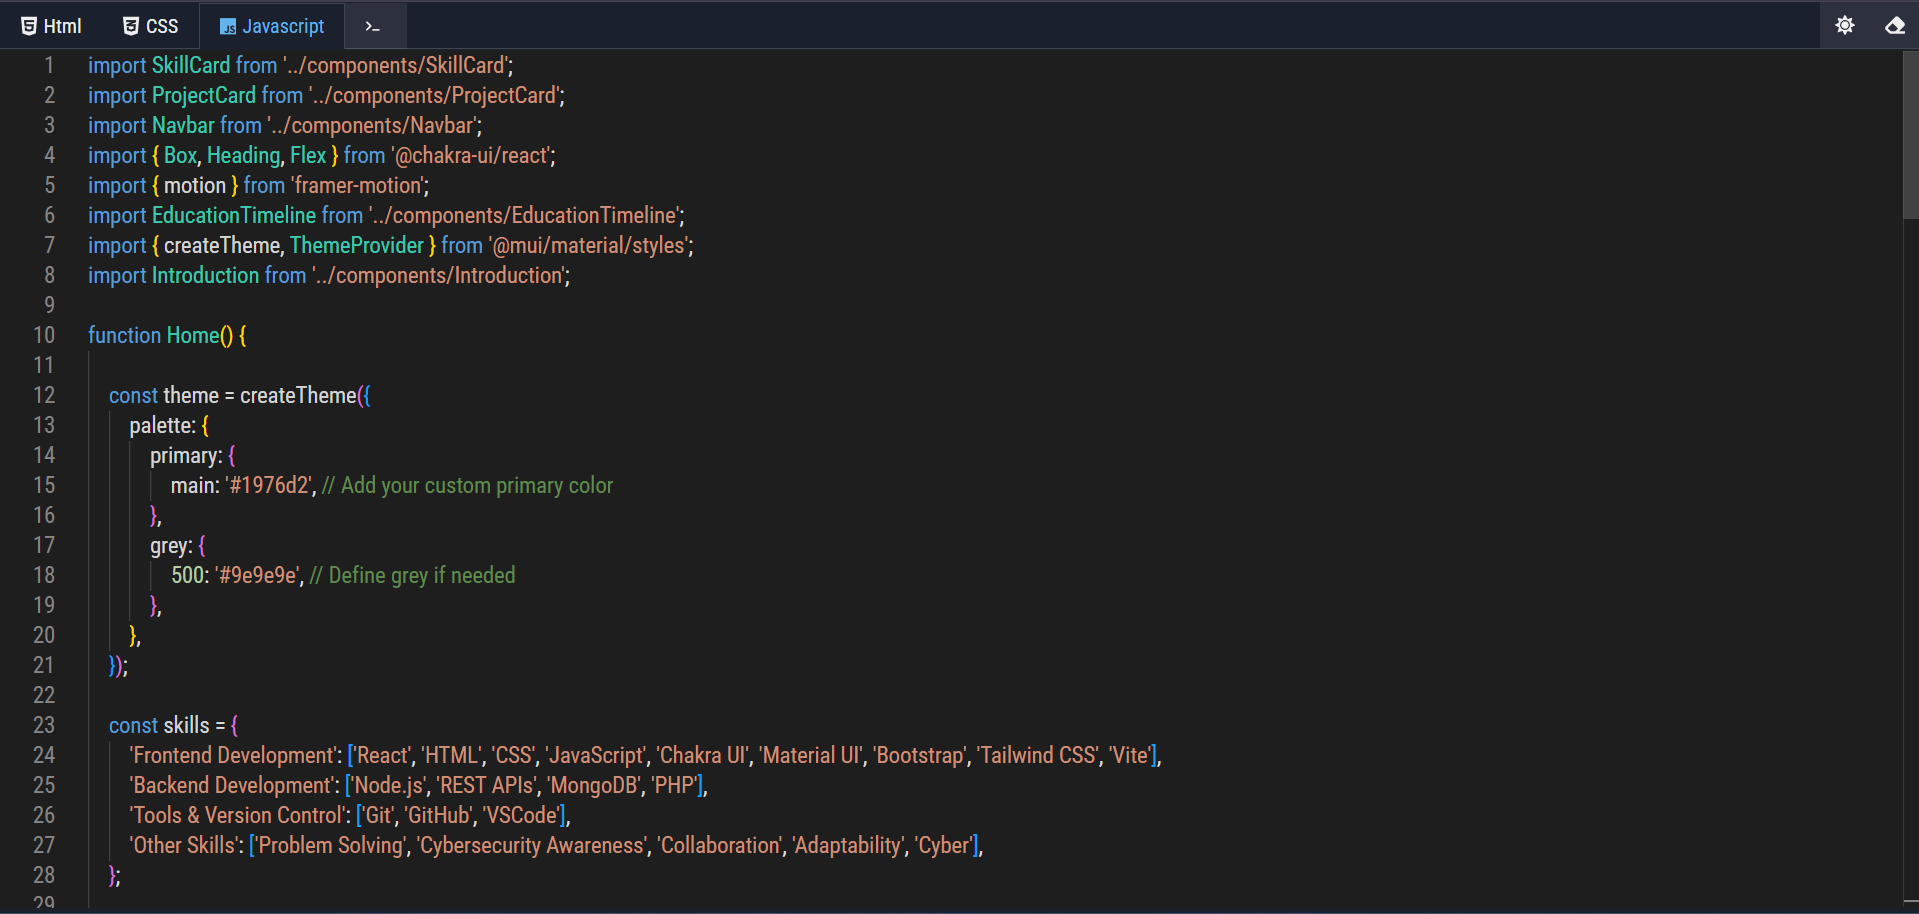 Html CSS Javascript >_
1 import SkillCard from '../components/SkillCard';
2 import ProjectCard from '../components/ProjectCard';
3 import Navbar from '../components/Navbar';
4 import { Box, Heading, Flex } from '@chakra-ui/react';
5 import { motion } from 'framer-motion';
6 import EducationTimeline from '../components/EducationTimeline';
7 import { createTheme, ThemeProvider } from '@mui/material/styles';
8 import Introduction from '../components/Introduction';
9
10 function Home() {
11
12 const theme = createTheme({
13 palette: {
14 primary: {
15 main: '#1976d2', // Add your custom primary color
16 },
17 grey: {
18 500: '#9e9e9e', // Define grey if needed
19 },
20 },
21 });
22
23 const skills = {
24 'Frontend Development': ['React', 'HTML', 'CSS', 'JavaScript', 'Chakra UI', 'Material UI', 'Bootstrap', 'Tailwind CSS', 'Vite'],
25 'Backend Development': ['Node.js', 'REST APIs', 'MongoDB', 'PHP'],
26 'Tools & Version Control': ['Git', 'GitHub', 'VSCode'],
27 'Other Skills': ['Problem Solving', 'Cybersecurity Awareness', 'Collaboration', 'Adaptability', 'Cyber'],
28 };
29